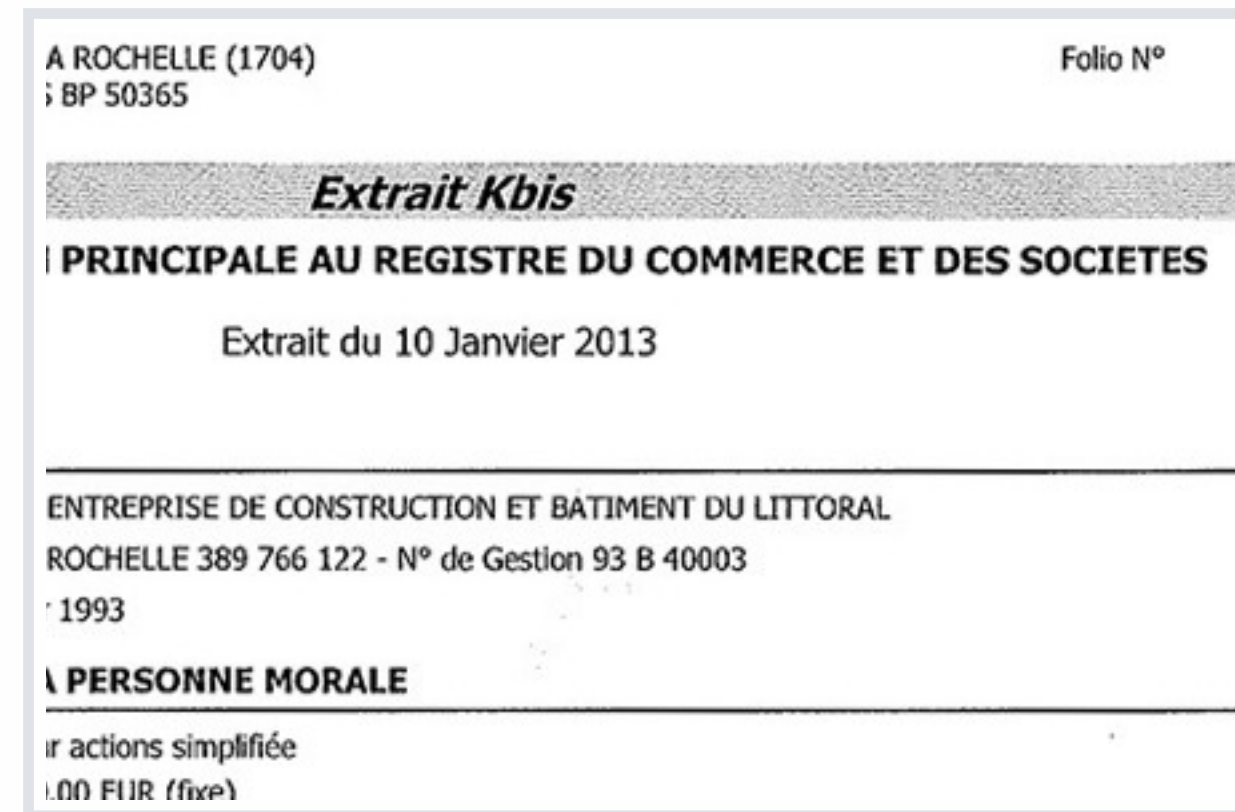 A ROCHELLE (1704)
Folio Nº
BP 50365
Extrait Kbis
PRINCIPALE AU REGISTRE DU COMMERCE ET DES SOCIETES
Extrait du 10 Janvier 2013
ENTREPRISE DE CONSTRUCTION ET BATIMENT DU LITTORAL
ROCHELLE 389 766 122 - Nº de Gestion 93 B 40003
1993
PERSONNE MORALE
actions simplifiée
.00 EUR (fixe)